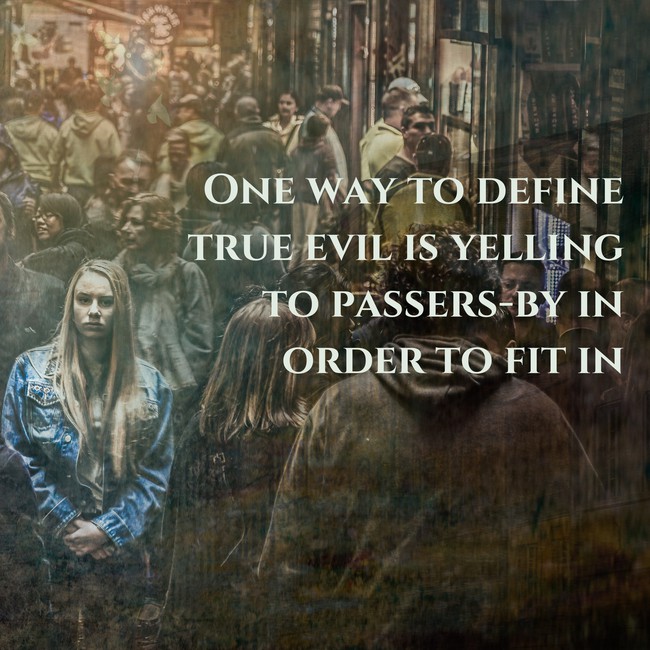 One way to define
true evil is yelling
to passers-by in
order to fit in